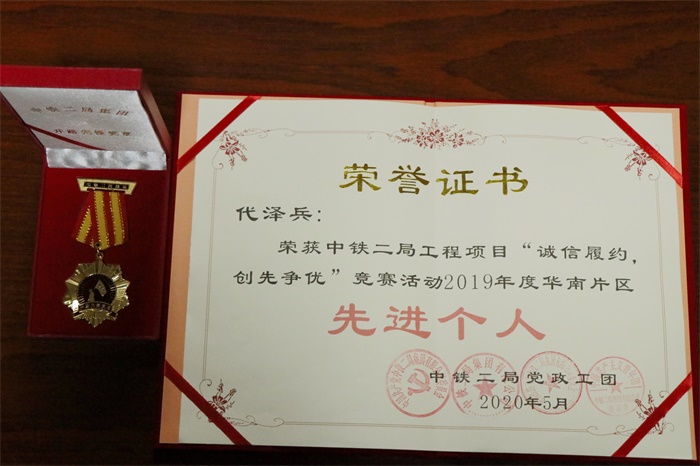 荣誉证书
代泽兵：
荣获中铁二局工程项目“诚信履约，
创先争优”竞赛活动2019年度华南片区
先进个人
中铁二局党政工团
2020年5月